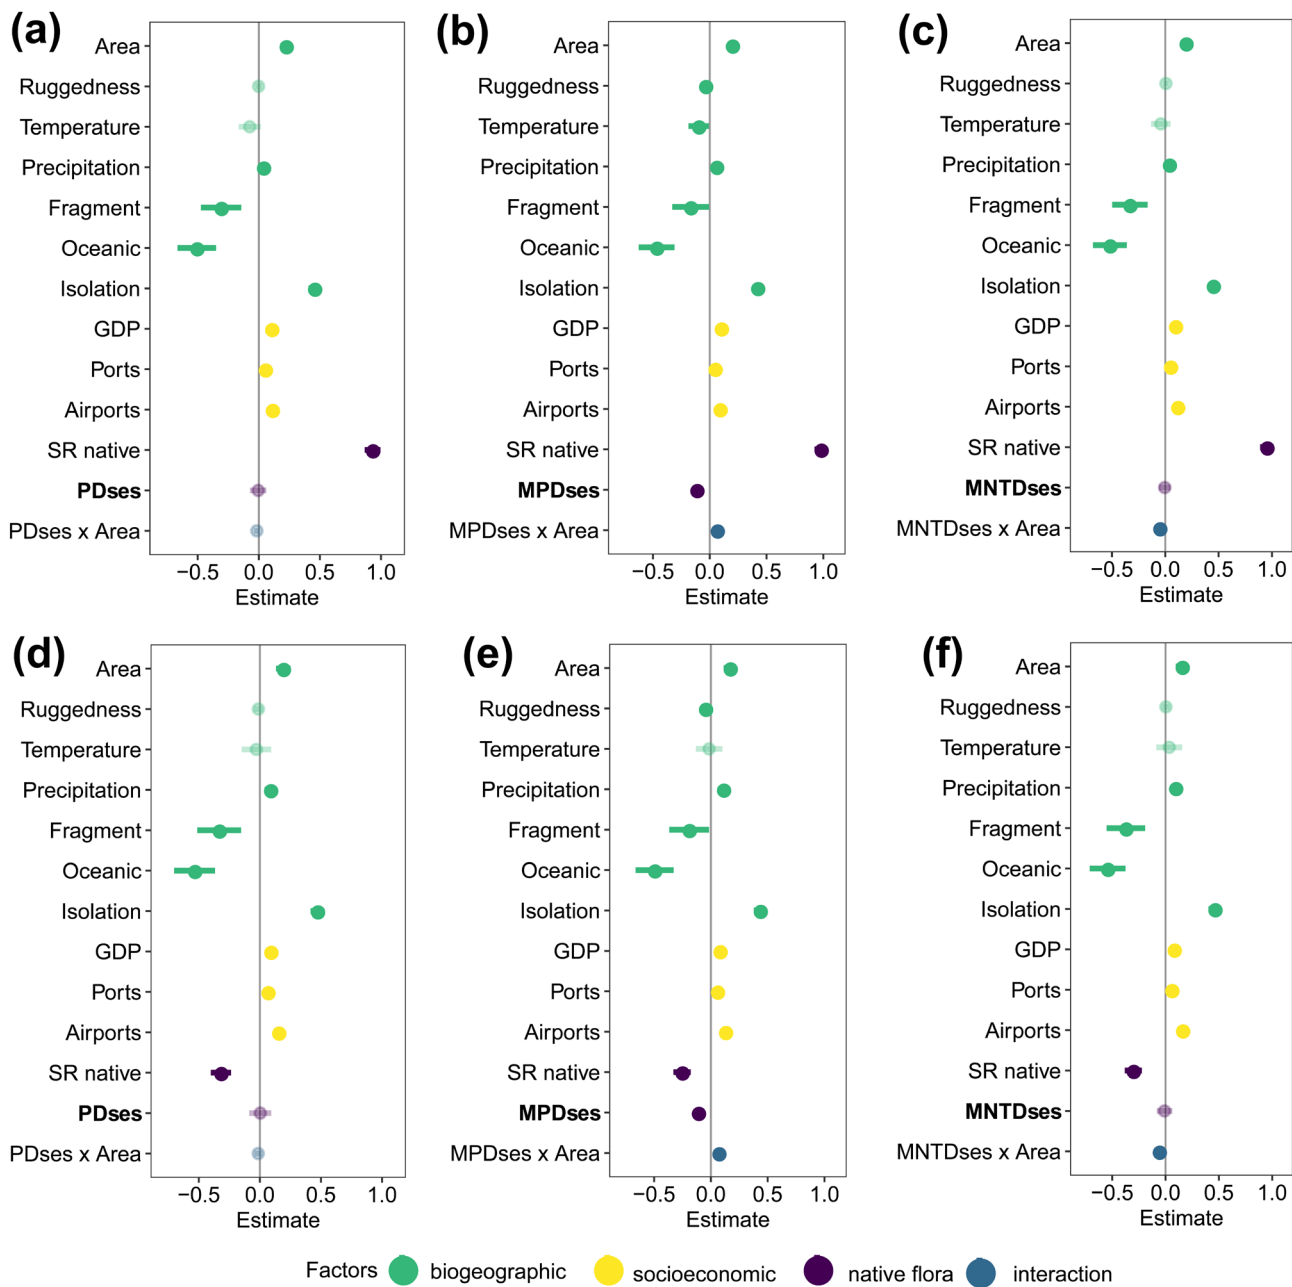 (a)
Area
Ruggedness
Temperature
Precipitation
Fragment
Oceanic
Isolation
GDP
Ports
Airports
SR native
PDses
PDses x Area
−0.5 0.0 0.5 1.0
Estimate
(b)
Area
Ruggedness
Temperature
Precipitation
Fragment
Oceanic
Isolation
GDP
Ports
Airports
SR native
MPDses
MPDses x Area
−0.5 0.0 0.5 1.0
Estimate
(c)
Area
Ruggedness
Temperature
Precipitation
Fragment
Oceanic
Isolation
GDP
Ports
Airports
SR native
MNTDses
MNTDses x Area
−0.5 0.0 0.5 1.0
Estimate
(d)
Area
Ruggedness
Temperature
Precipitation
Fragment
Oceanic
Isolation
GDP
Ports
Airports
SR native
PDses
PDses x Area
−0.5 0.0 0.5 1.0
Estimate
(e)
Area
Ruggedness
Temperature
Precipitation
Fragment
Oceanic
Isolation
GDP
Ports
Airports
SR native
MPDses
MPDses x Area
−0.5 0.0 0.5 1.0
Estimate
(f)
Area
Ruggedness
Temperature
Precipitation
Fragment
Oceanic
Isolation
GDP
Ports
Airports
SR native
MNTDses
MNTDses x Area
−0.5 0.0 0.5 1.0
Estimate
Factors biogeographic socioeconomic native flora interaction